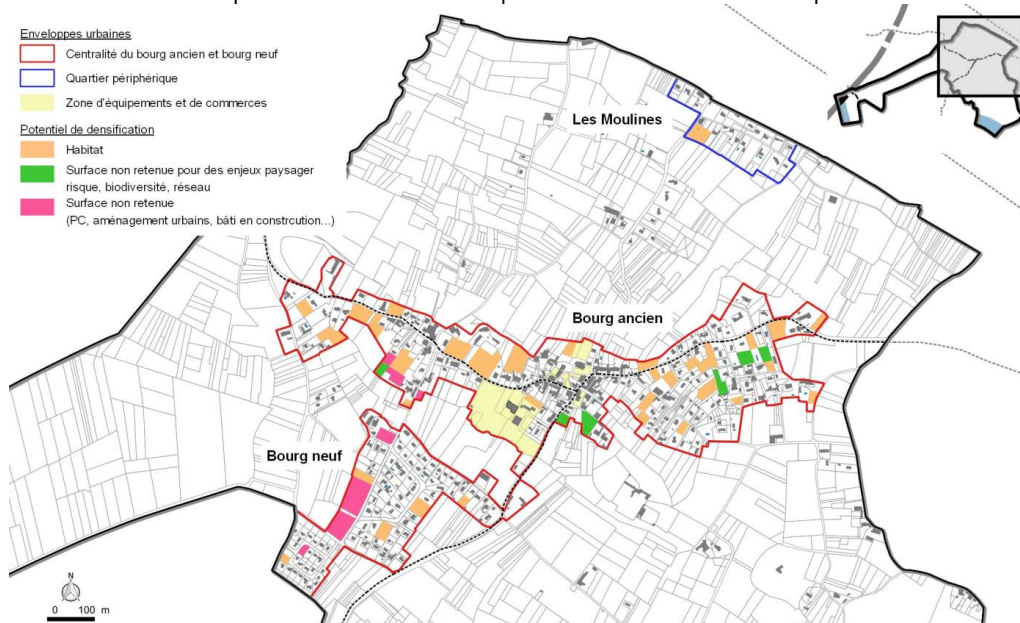 Enveloppes urbaines
Centralité du bourg ancien et bourg neuf
Quartier périphérique
Zone d'équipements et de commerces
Potentiel de densification
Habitat
Surface non retenue pour des enjeux paysager
risque, biodiversité, réseau
Surface non retenue
(PC, aménagement urbains, bâti en constrcution...)
Les Moulines
Bourg ancien
Bourg neuf
N
0 100 m